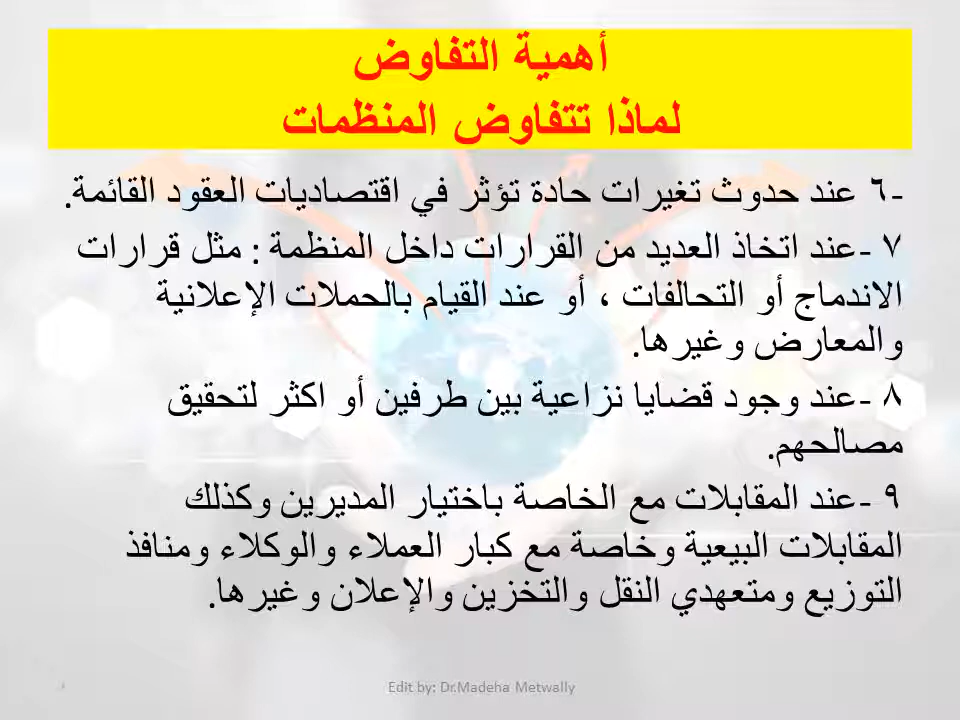 أهمية التفاوض
لماذا تتفاوض المنظمات
-٦ عند حدوث تغيرات حادة تؤثر في اقتصاديات العقود القائمة.
٧ -عند اتخاذ العديد من القرارات داخل المنظمة : مثل قرارات
الاندماج أو التحالفات ، أو عند القيام بالحملات الإعلانية
والمعارض وغيرها.
٨ -عند وجود قضايا نزاعية بين طرفين أو اكثر لتحقيق
مصالحهم.
٩ -عند المقابلات مع الخاصة باختيار المديرين وكذلك
المقابلات البيعية وخاصة مع كبار العملاء والوكلاء ومنافذ
التوزيع ومتعهدي النقل والتخزين والإعلان وغيرها.
Edit by: Dr.Madeha Metwally